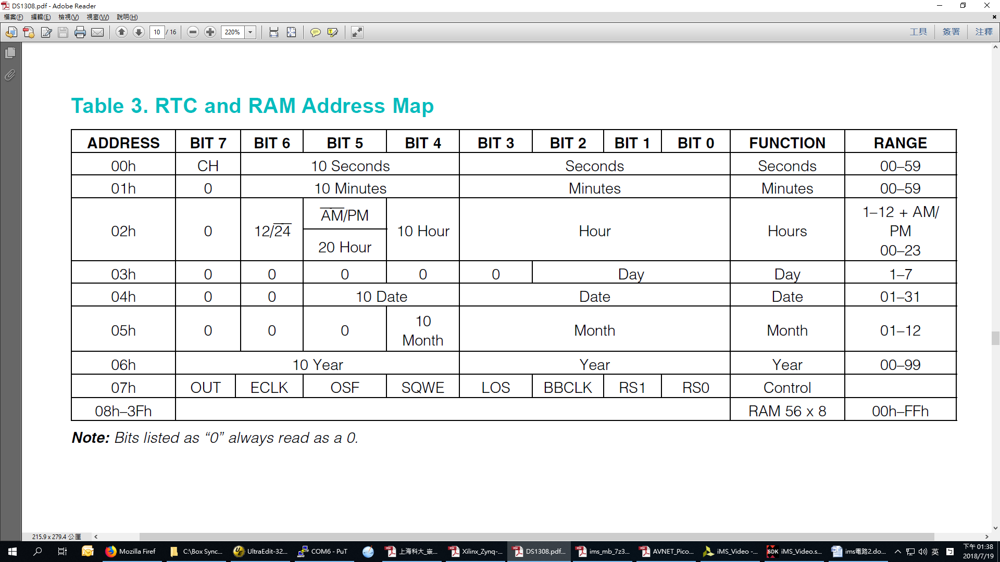 DS1308.pdf - Adobe Reader
檔案(F) 編輯(E) 檢視(V) 視窗(W) 說明(H)
10 / 16 220% 工具 簽署 注釋
Table 3. RTC and RAM Address Map
ADDRESS BIT 7 BIT 6 BIT 5 BIT 4 BIT 3 BIT 2 BIT 1 BIT 0 FUNCTION RANGE
00h CH 10 Seconds Seconds Seconds 00–59
01h 0 10 Minutes Minutes Minutes 00–59
02h 0 12/24 AM/PM 20 Hour 10 Hour Hour Hours 1–12 + AM/
PM
00–23
03h 0 0 0 0 0 Day Day 1–7
04h 0 0 10 Date Date Date 01–31
05h 0 0 0 10
Month Month Month 01–12
06h 10 Year Year Year 00–99
07h OUT ECLK OSF SQWE LOS BBCLK RS1 RS0 Control
08h–3Fh RAM 56 x 8 00h–FFh
Note: Bits listed as “0” always read as a 0.
215.9 x 279.4 公厘
Mozilla Firef C:\Box Sync... UltraEdit-32... COM6 - PuT 上海科大_嵌... Xilinx_Zynq-... DS1308.pdf... ims_mb_7z3... AVNET_Pico... iMS_Video -... SDK iMS_Video.s... ims電路2.do... 英 下午 01:38
2018/7/19